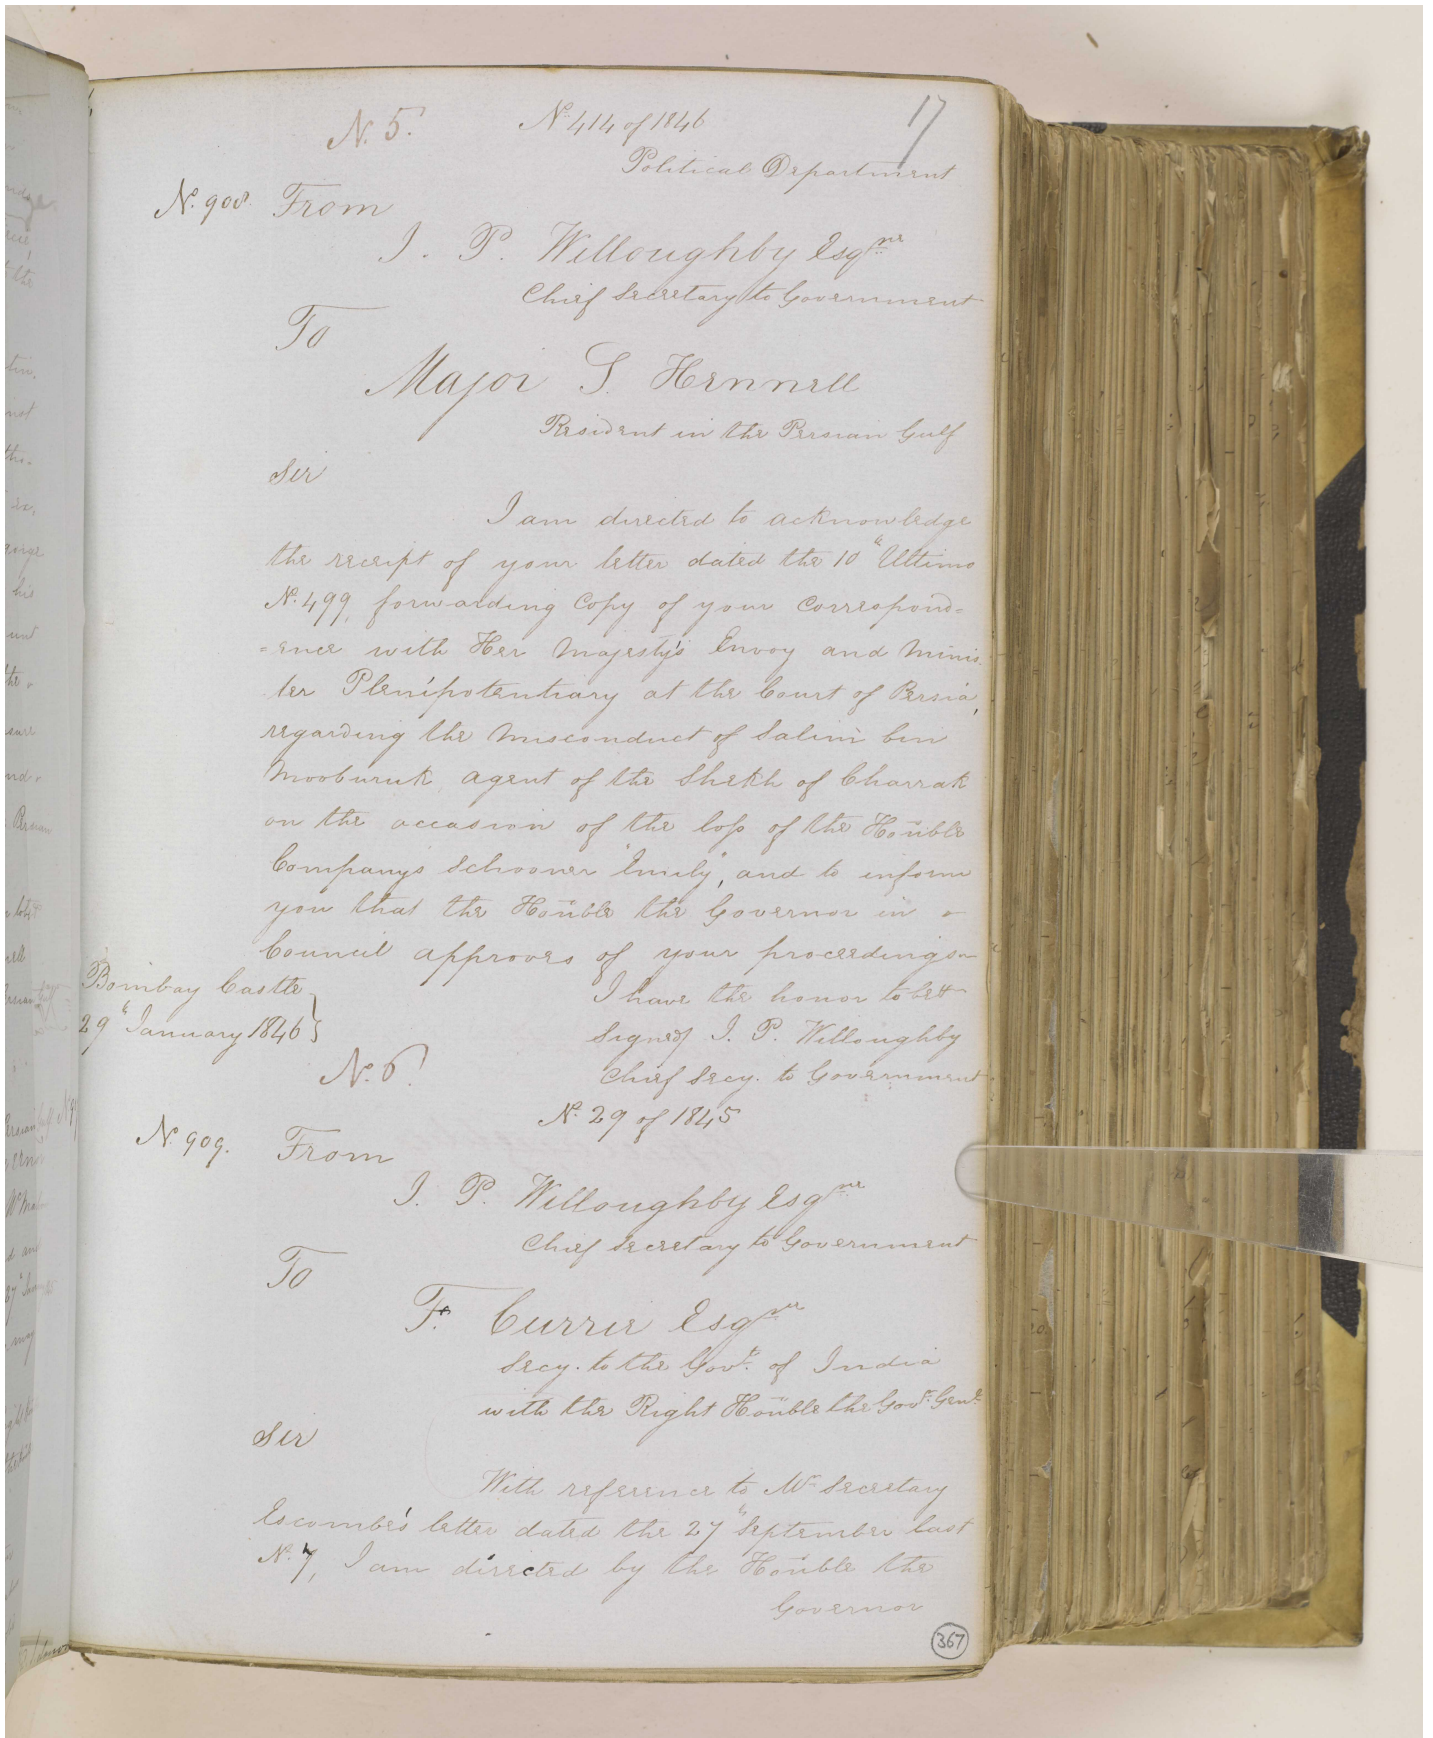 N. 5. No. 414 of 1846 17
Political Department
N. 908. From
J. P. Willoughby Esqre
Chief Secretary to Government
To
Major S. Hennell
Resident in the Persian Gulf
Sir
I am directed to acknowledge
the receipt of your letter dated the 10th Ultimo
No. 499, forwarding Copy of your Correspond=
=ence with Her Majesty's Envoy and Minis
ter Plenipotentiary at the Court of Persia,
regarding the Misconduct of Salim bin
Mooburuk agent of the Shekh of Charrak
on the occasion of the loss of the Honble
Company's Schooner "Emily", and to inform
you that the Honble the Governor in
Council approves of your proceedings
Bombay Castle
29th January 1846
I have the honor to be &c
Signed/ J. P. Willoughby
Chief Secy. to Government
N. 6.
No. 29 of 1845
N. 909. From
J. P. Willoughby Esqre
Chief Secretary to Government
To
F. Currie Esqre
Secy. to the Govt. of India
with the Right Honble the Govr. Genl.
Sir
With reference to Mr Secretary
Escombe's letter dated the 27th September last
No. 7, I am directed by the Honble the
Governor
367